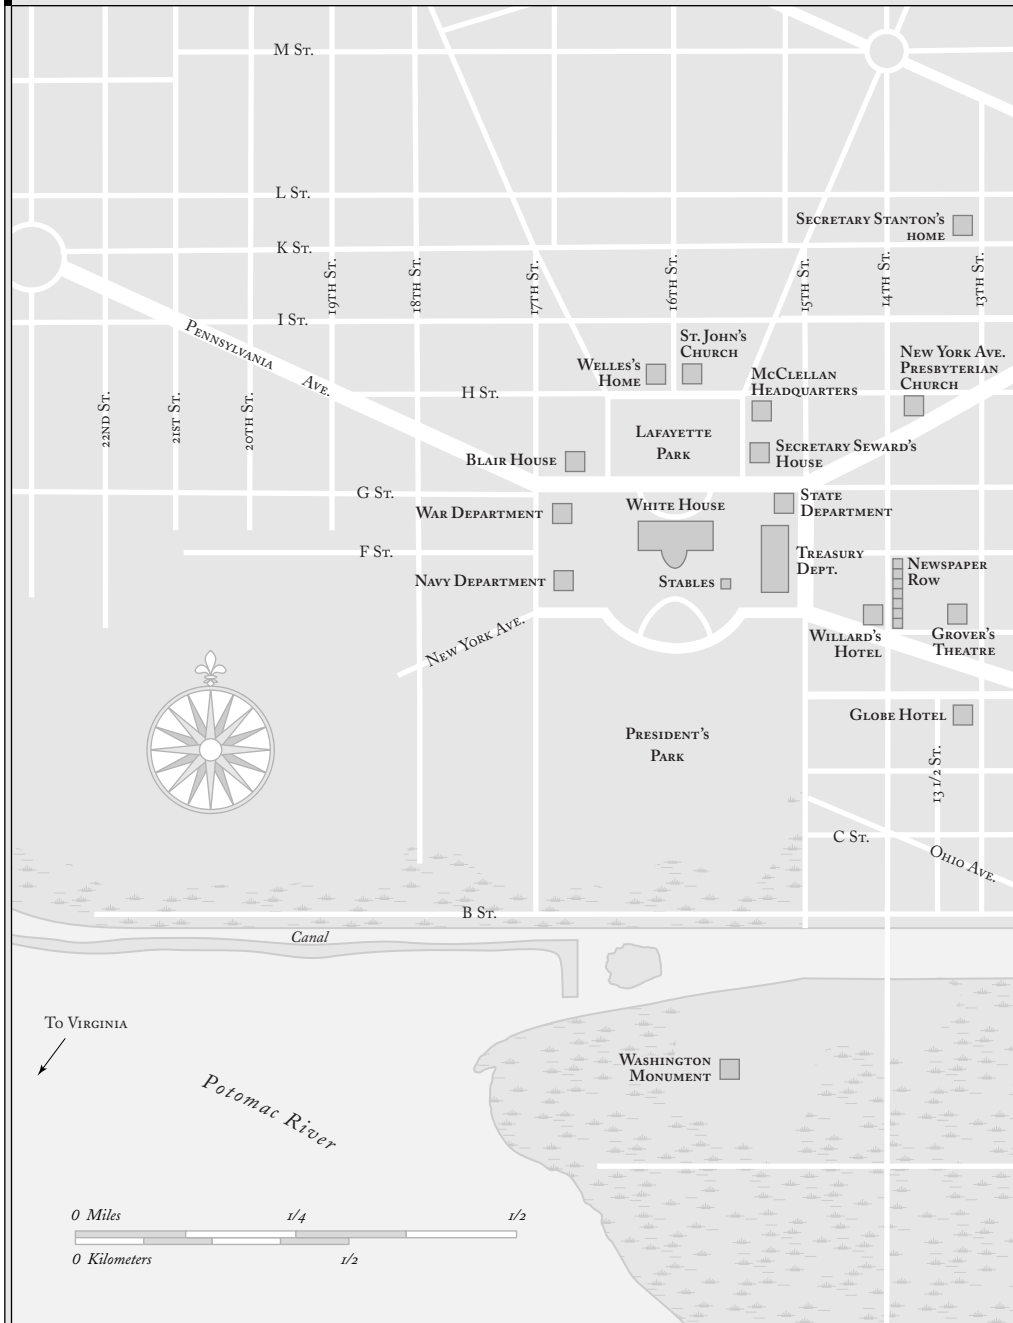 M St.
L St.
Secretary Stanton's
home
K St.
19th St.
18th St.
17th St.
16th St.
15th St.
14th St.
13th St.
I St.
Pennsylvania
Ave.
St. John's
Church
Welles's
Home
McClellan
Headquarters
New York Ave.
Presbyterian
Church
H St.
22nd St.
21st St.
20th St.
Lafayette
Park
Blair House
Secretary Seward's
House
G St.
War Department
White House
State
Department
F St.
Navy Department
Stables
Treasury
Dept.
Newspaper
Row
New York Ave.
Willard's
Hotel
Grover's
Theatre
Globe Hotel
President's
Park
13 1/2 St.
C St.
Ohio Ave.
B St.
Canal
To Virginia
Washington
Monument
Potomac River
0 Miles 1/4 1/2
0 Kilometers 1/2